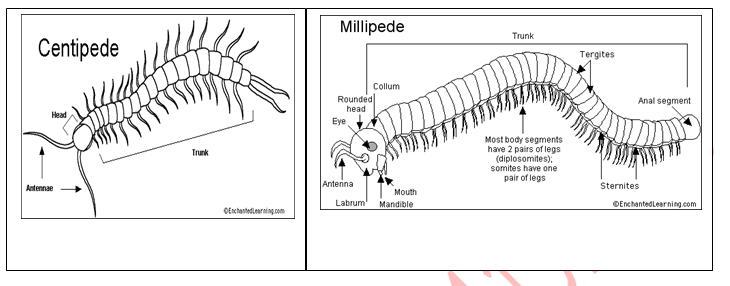 Centipede
Head
Trunk
Antennae
©EnchantedLearning.com
Millipede
Trunk
Tergites
Collum
Rounded
head
Eye
Anal segment
Most body segments
have 2 pairs of legs
(diplosomites);
somites have one
pair of legs
Antenna
Mouth
Labrum
Mandible
Sternites
©EnchantedLearning.com